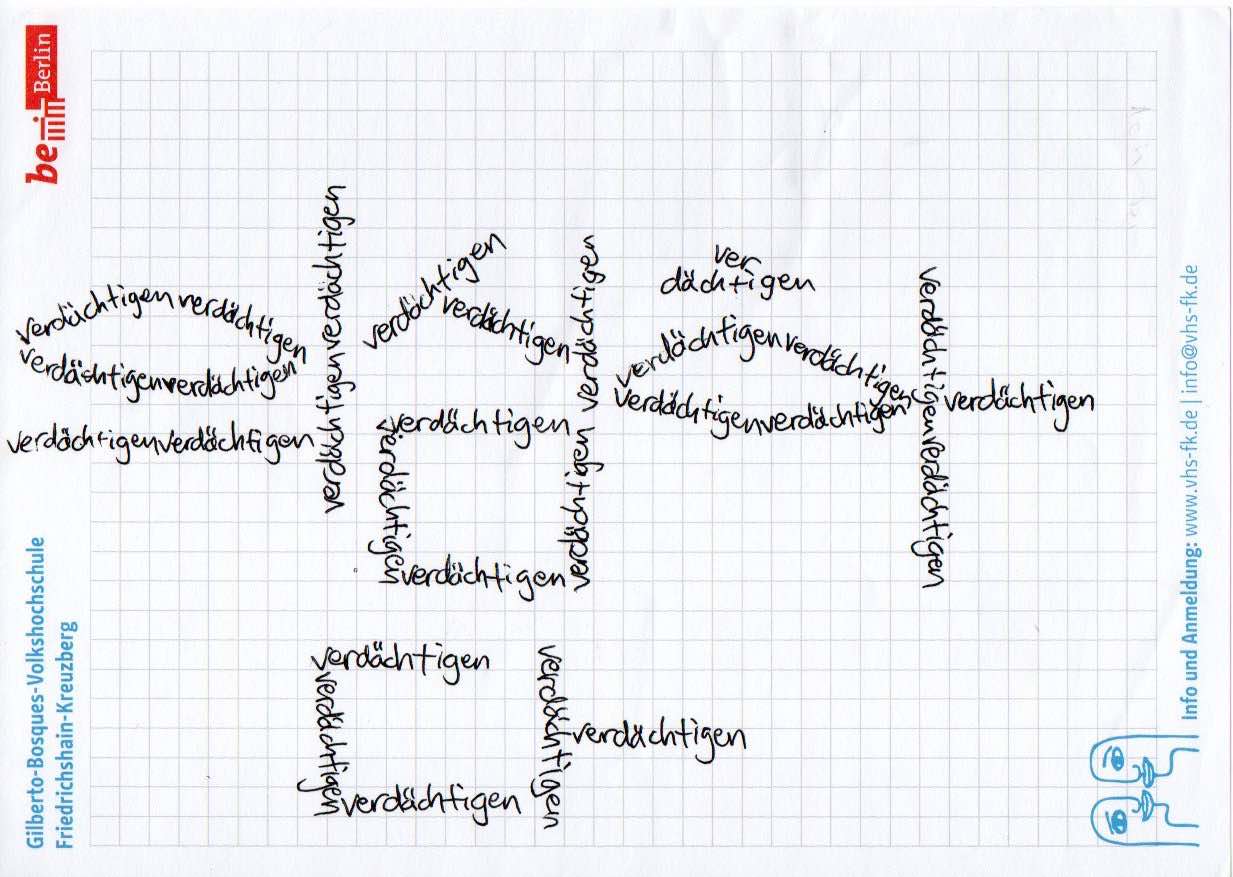 be Berlin
ver
dächtigen
verdächtigen
verdächtigenverdächtigen
verdächtigen verdächtigen
verdächtigenverdächtigen
verdächtigen
verdächtigenverdächtigen
verdäshtigenverdächtigen
verdächtigenverdächtigen
verdächtigen verdächtigen
verdächtigenverdächtigen
verdächtigenverdächtigen
verdächtigenverdächtigen
verdächtigen
verdächtigen
verdächtigen
verdächtigen
verdächtigen
verdächtigen
verdächtigen
verdächtigen
verdächtigen
Gilberto-Bosques-Volkshochschule
Friedrichshain-Kreuzberg
Info und Anmeldung: www.vhs-fk.de | info@vhs-fk.de